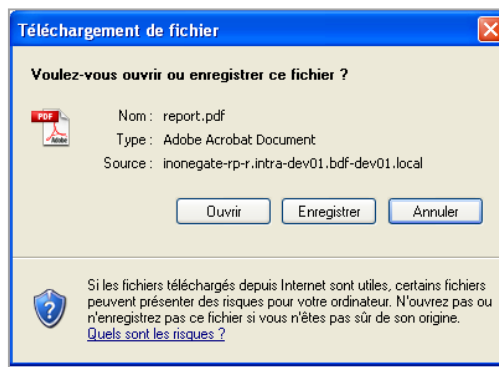 Téléchargement de fichier
Voulez-vous ouvrir ou enregistrer ce fichier ?
PDF
Adobe
Nom : report.pdf
Type : Adobe Acrobat Document
Source : inonegate-rp-r.intra-dev01.bdf-dev01.local
Ouvrir Enregistrer Annuler
Si les fichiers téléchargés depuis Internet sont utiles, certains fichiers
peuvent présenter des risques pour votre ordinateur. N'ouvrez pas ou
n'enregistrez pas ce fichier si vous n'êtes pas sûr de son origine.
Quels sont les risques ?